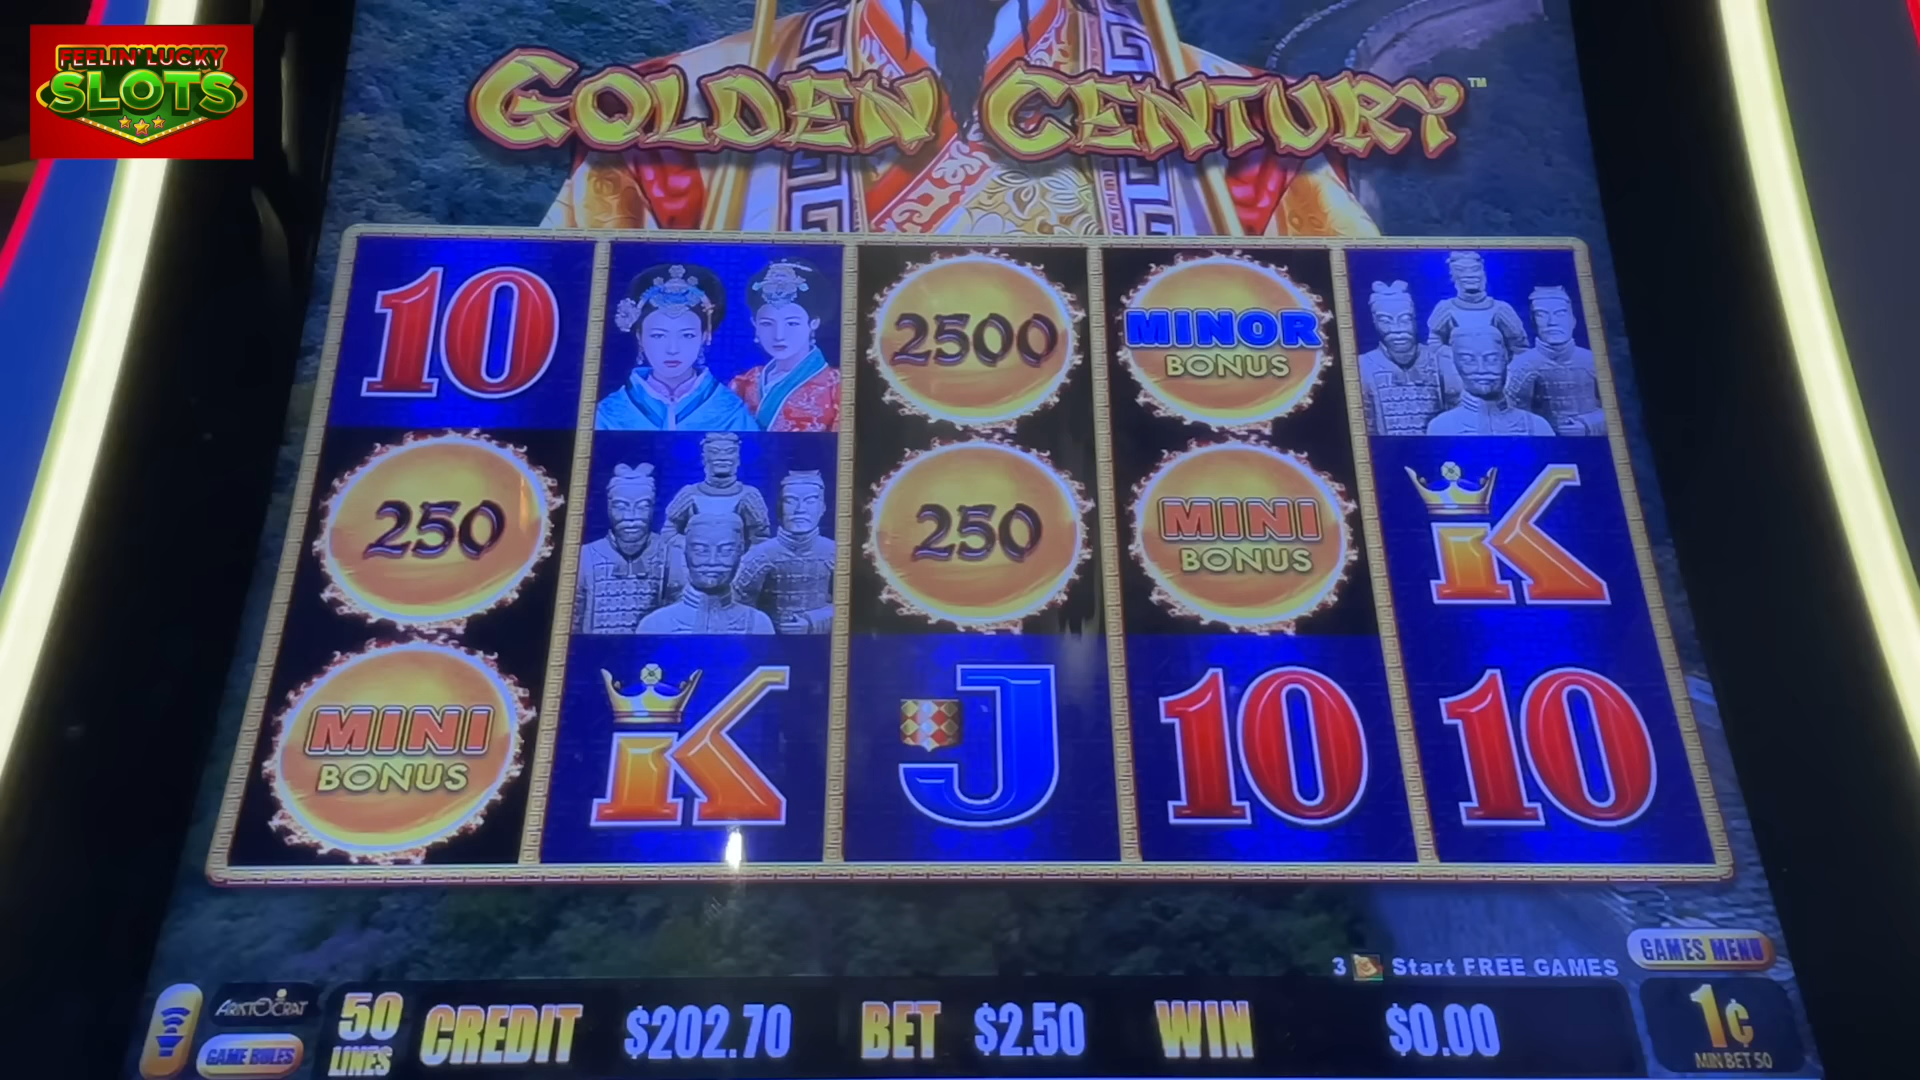 FEELIN' LUCKY
SLOTS
GOLDEN CENTURY™
10
2500
MINOR
BONUS
250
250
MINI
BONUS
K
MINI
BONUS
K
J
10
10
3 Start FREE GAMES
GAMES MENU
ARISTOCRAT
GAME RULES
50
LINES
CREDIT $202.70
BET $2.50
WIN $0.00
1¢
MIN BET 50